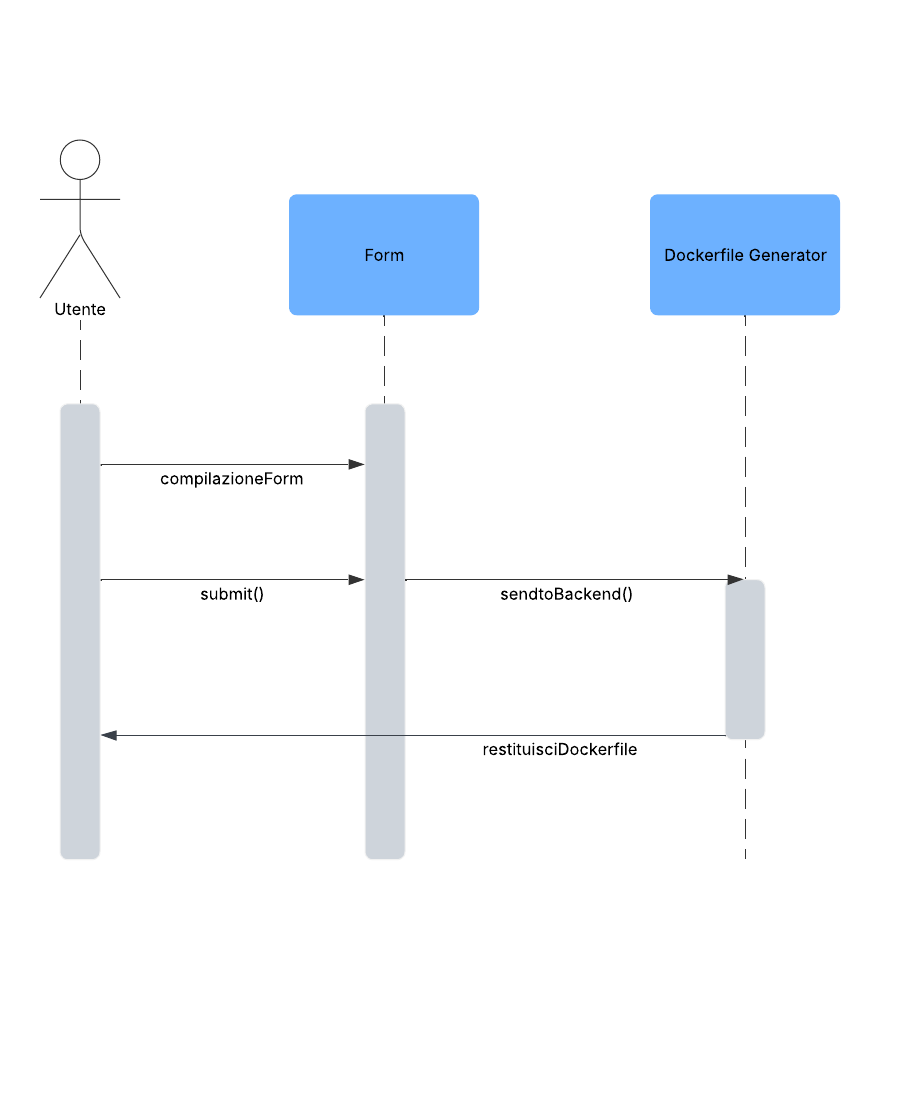 Form
Dockerfile Generator
Utente
compilazioneForm
submit()
sendtoBackend()
restituisciDockerfile